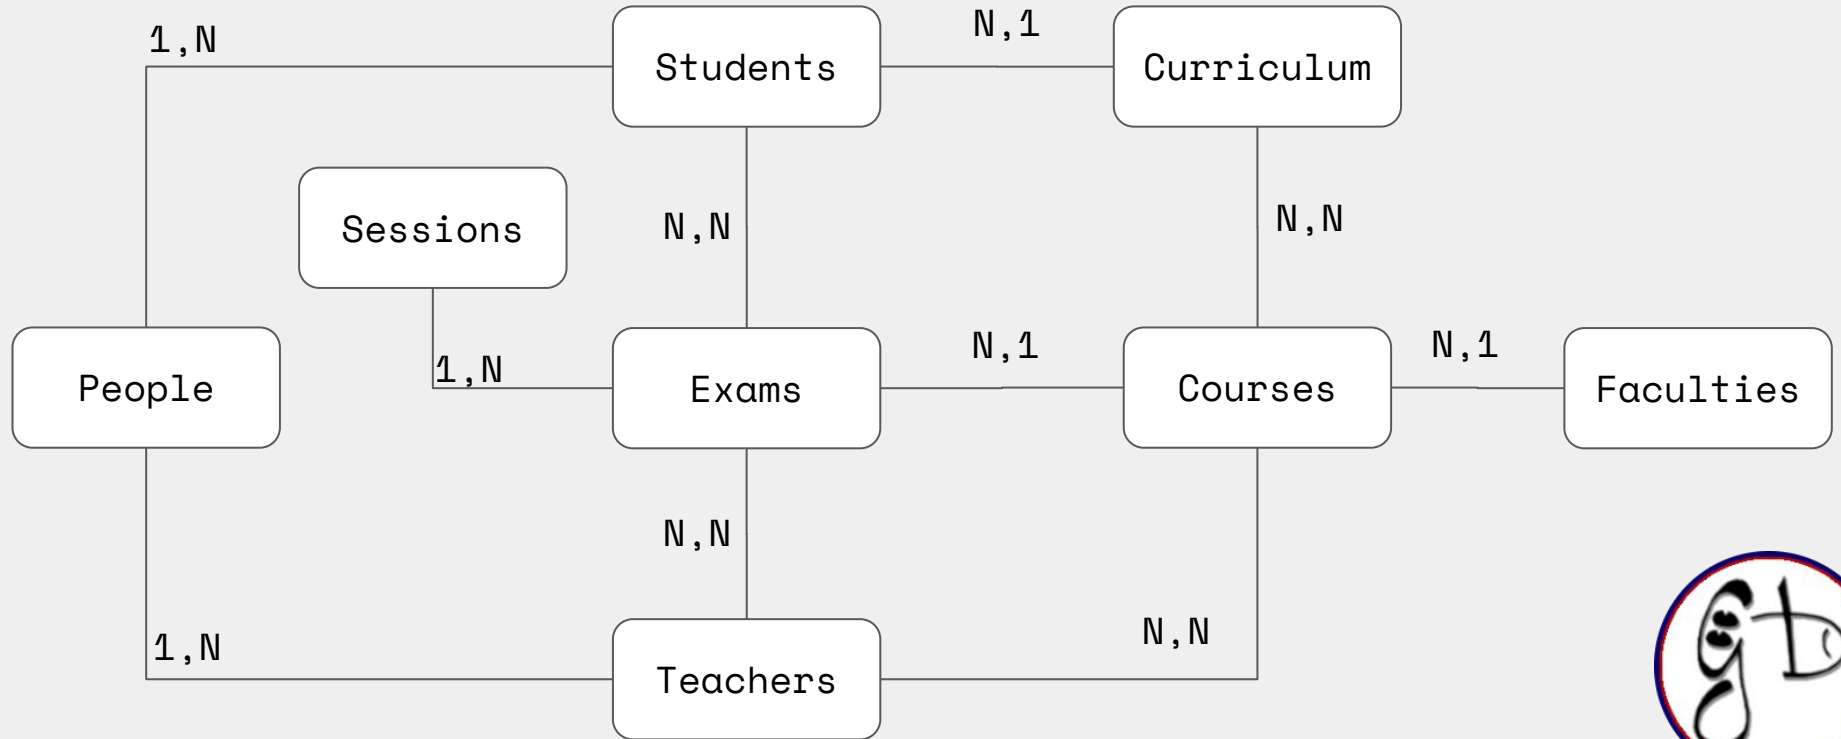 1,N
N,1
Students
Curriculum
Sessions
N,N
N,N
1,N
N,1
N,1
People
Exams
Courses
Faculties
N,N
1,N
N,N
Teachers